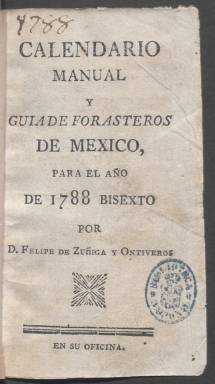 1788
CALENDARIO
MANUAL
Y
GUIA DE FORASTEROS
DE MEXICO,
PARA EL AÑO
DE 1788 BISEXTO
POR
D. FELIPE DE ZUÑIGA Y ONTIVEROS
EN SU OFICINA.